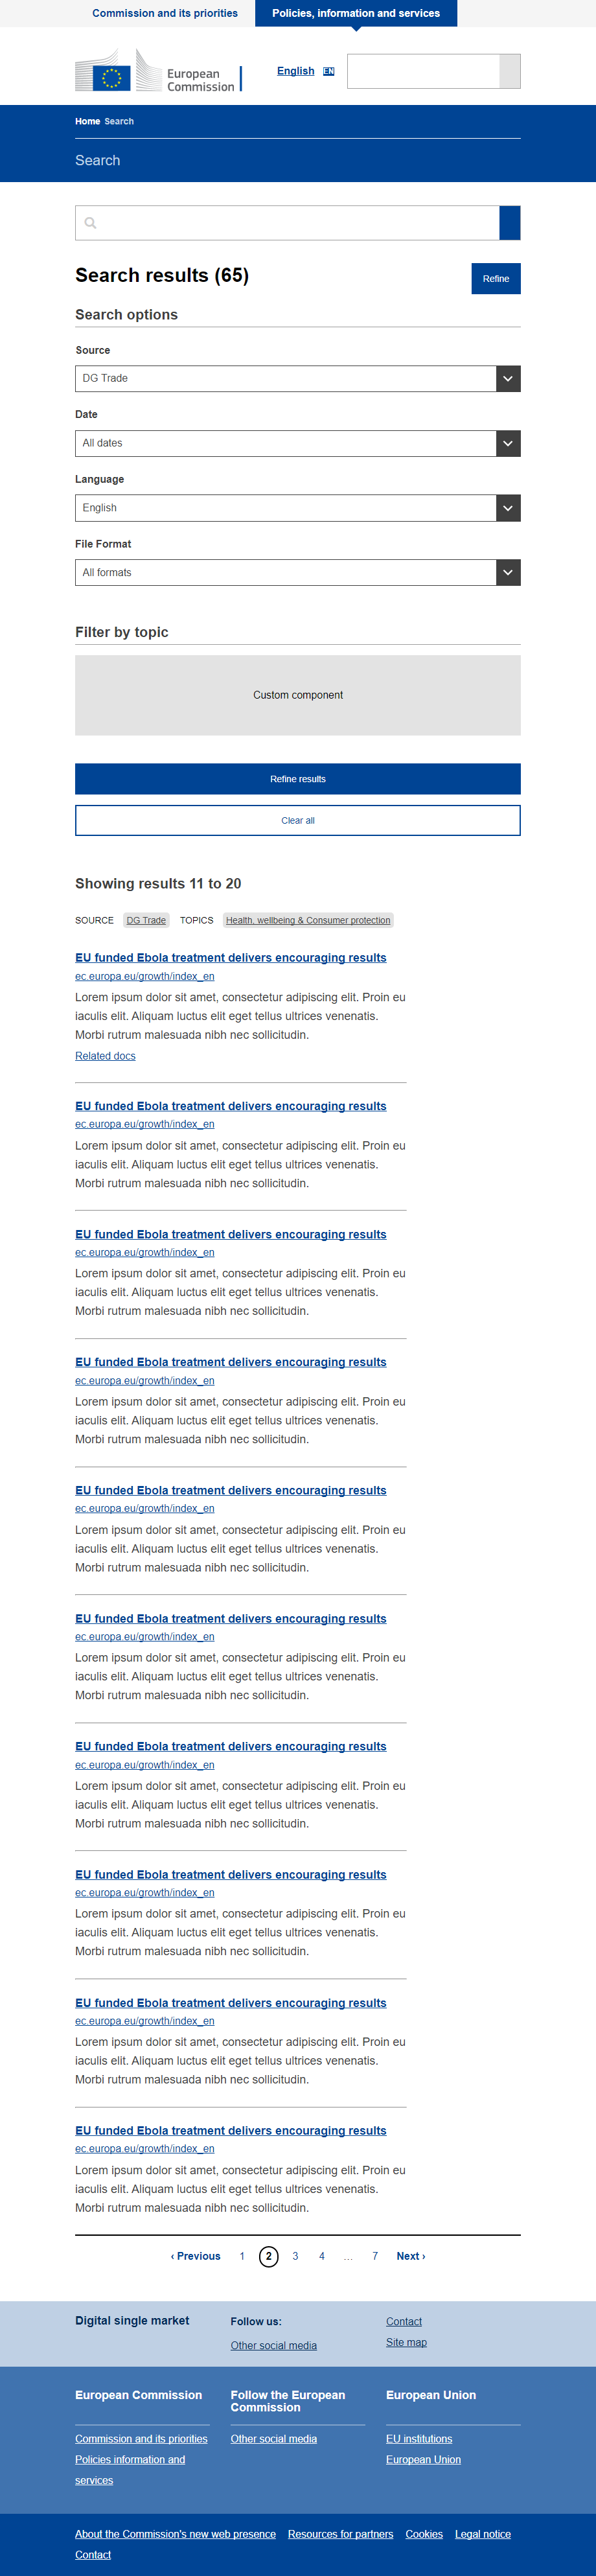 Commission and its priorities
Policies, information and services
European
Commission
English EN
Home Search
Search
Search results (65)
Refine
Search options
Source
DG Trade
Date
All dates
Language
English
File Format
All formats
Filter by topic
Custom component
Refine results
Clear all
Showing results 11 to 20
SOURCE DG Trade TOPICS Health, wellbeing & Consumer protection
EU funded Ebola treatment delivers encouraging results
ec.europa.eu/growth/index_en
Lorem ipsum dolor sit amet, consectetur adipiscing elit. Proin eu
iaculis elit. Aliquam luctus elit eget tellus ultrices venenatis.
Morbi rutrum malesuada nibh nec sollicitudin.
Related docs
EU funded Ebola treatment delivers encouraging results
ec.europa.eu/growth/index_en
Lorem ipsum dolor sit amet, consectetur adipiscing elit. Proin eu
iaculis elit. Aliquam luctus elit eget tellus ultrices venenatis.
Morbi rutrum malesuada nibh nec sollicitudin.
EU funded Ebola treatment delivers encouraging results
ec.europa.eu/growth/index_en
Lorem ipsum dolor sit amet, consectetur adipiscing elit. Proin eu
iaculis elit. Aliquam luctus elit eget tellus ultrices venenatis.
Morbi rutrum malesuada nibh nec sollicitudin.
EU funded Ebola treatment delivers encouraging results
ec.europa.eu/growth/index_en
Lorem ipsum dolor sit amet, consectetur adipiscing elit. Proin eu
iaculis elit. Aliquam luctus elit eget tellus ultrices venenatis.
Morbi rutrum malesuada nibh nec sollicitudin.
EU funded Ebola treatment delivers encouraging results
ec.europa.eu/growth/index_en
Lorem ipsum dolor sit amet, consectetur adipiscing elit. Proin eu
iaculis elit. Aliquam luctus elit eget tellus ultrices venenatis.
Morbi rutrum malesuada nibh nec sollicitudin.
EU funded Ebola treatment delivers encouraging results
ec.europa.eu/growth/index_en
Lorem ipsum dolor sit amet, consectetur adipiscing elit. Proin eu
iaculis elit. Aliquam luctus elit eget tellus ultrices venenatis.
Morbi rutrum malesuada nibh nec sollicitudin.
EU funded Ebola treatment delivers encouraging results
ec.europa.eu/growth/index_en
Lorem ipsum dolor sit amet, consectetur adipiscing elit. Proin eu
iaculis elit. Aliquam luctus elit eget tellus ultrices venenatis.
Morbi rutrum malesuada nibh nec sollicitudin.
EU funded Ebola treatment delivers encouraging results
ec.europa.eu/growth/index_en
Lorem ipsum dolor sit amet, consectetur adipiscing elit. Proin eu
iaculis elit. Aliquam luctus elit eget tellus ultrices venenatis.
Morbi rutrum malesuada nibh nec sollicitudin.
EU funded Ebola treatment delivers encouraging results
ec.europa.eu/growth/index_en
Lorem ipsum dolor sit amet, consectetur adipiscing elit. Proin eu
iaculis elit. Aliquam luctus elit eget tellus ultrices venenatis.
Morbi rutrum malesuada nibh nec sollicitudin.
EU funded Ebola treatment delivers encouraging results
ec.europa.eu/growth/index_en
Lorem ipsum dolor sit amet, consectetur adipiscing elit. Proin eu
iaculis elit. Aliquam luctus elit eget tellus ultrices venenatis.
Morbi rutrum malesuada nibh nec sollicitudin.
‹ Previous 1 2 3 4 … 7 Next ›
Digital single market
Follow us:
Other social media
Contact
Site map
European Commission
Commission and its priorities
Policies information and
services
Follow the European
Commission
Other social media
European Union
EU institutions
European Union
About the Commission's new web presence Resources for partners Cookies Legal notice
Contact